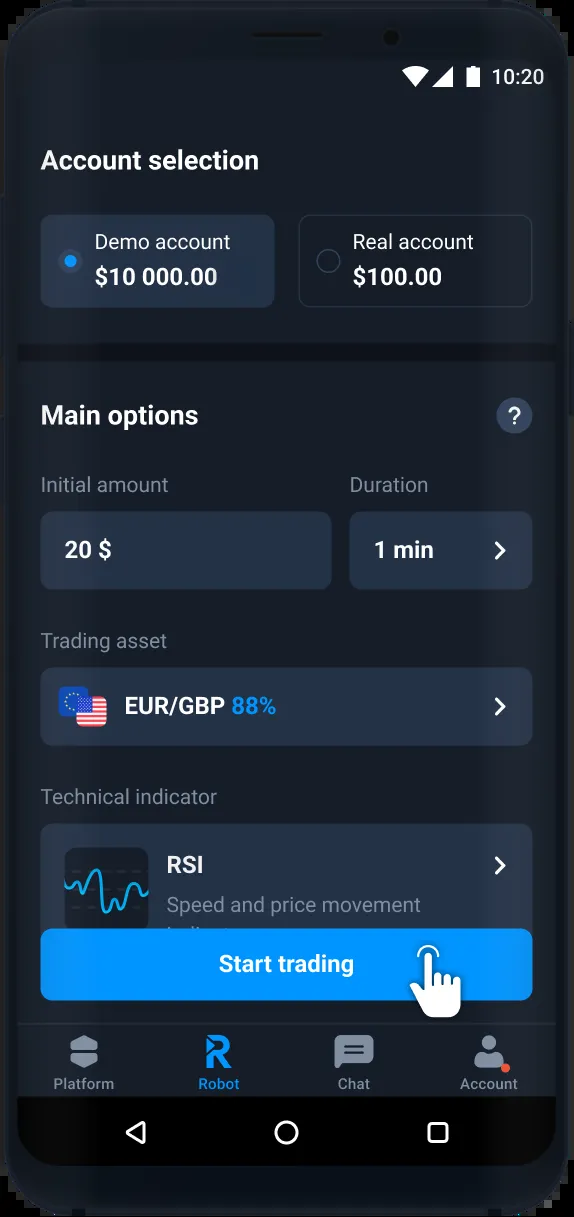 10:20
Account selection
Demo account
$10 000.00
Real account
$100.00
Main options
?
Initial amount
Duration
20 $
1 min
Trading asset
EUR/GBP 88%
Technical indicator
RSI
Speed and price movement
Start trading
Platform
Robot
Chat
Account